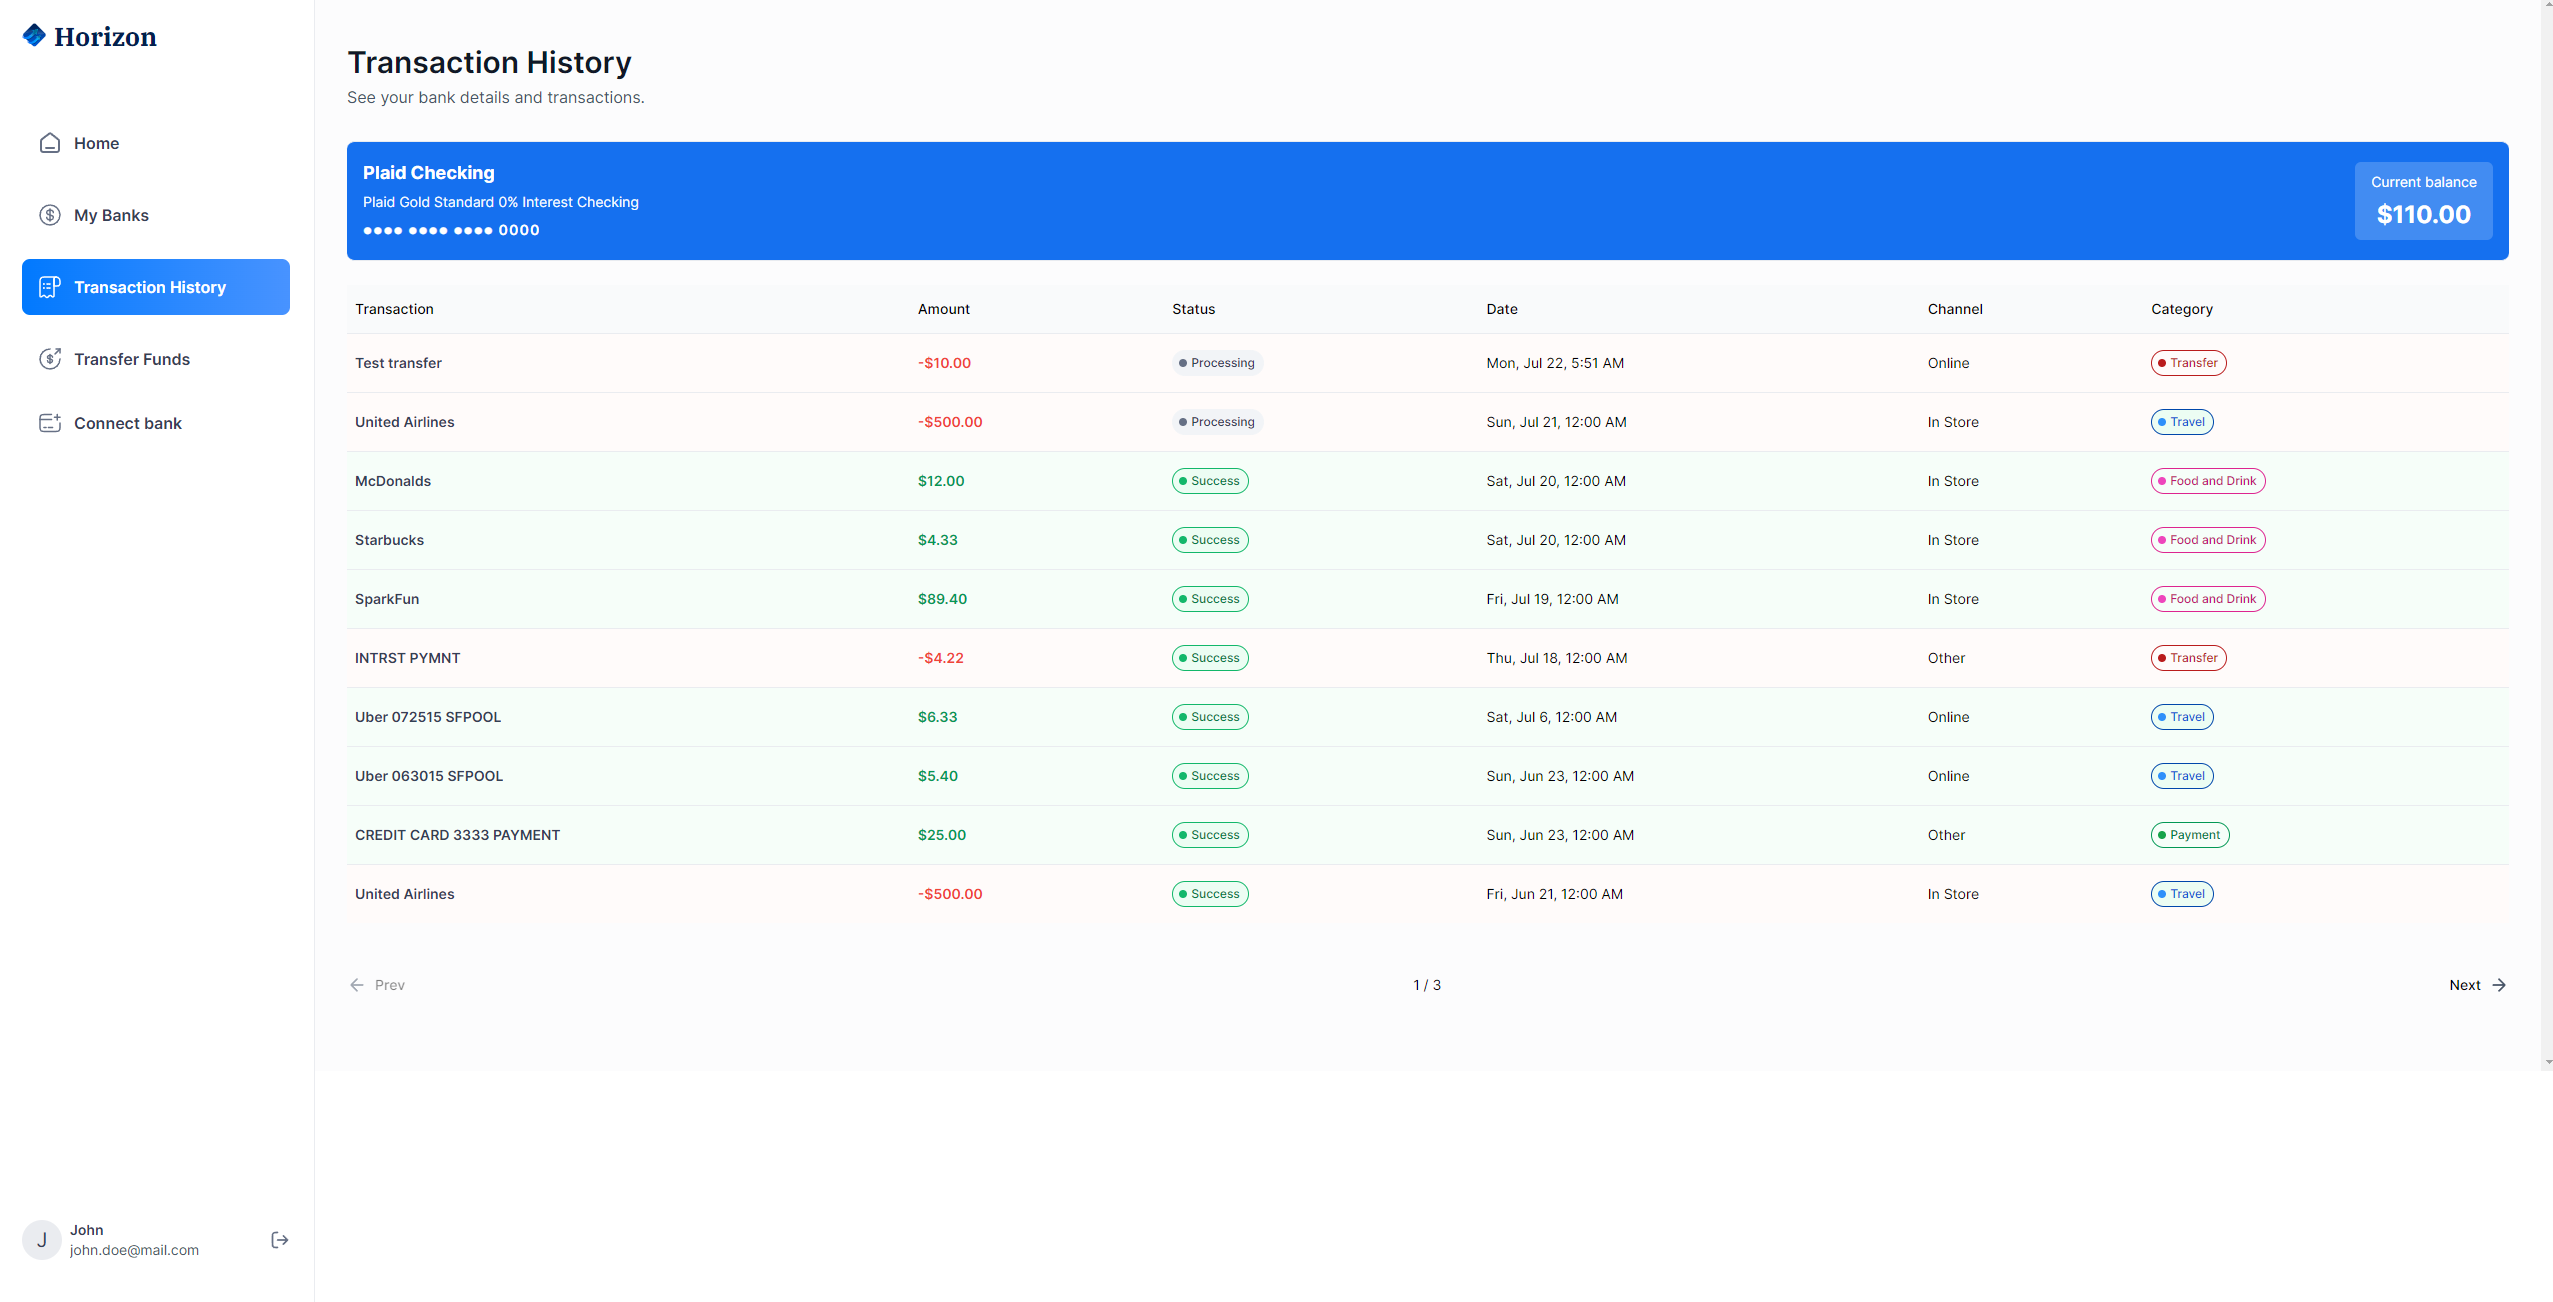 Horizon
Home
My Banks
Transaction History
Transfer Funds
Connect bank
J
John
john.doe@mail.com
Transaction History
See your bank details and transactions.
Plaid Checking
Plaid Gold Standard 0% Interest Checking
●●●● ●●●● ●●●● 0000
Current balance
$110.00
Transaction Amount Status Date Channel Category
Test transfer -$10.00 Processing Mon, Jul 22, 5:51 AM Online Transfer
United Airlines -$500.00 Processing Sun, Jul 21, 12:00 AM In Store Travel
McDonalds $12.00 Success Sat, Jul 20, 12:00 AM In Store Food and Drink
Starbucks $4.33 Success Sat, Jul 20, 12:00 AM In Store Food and Drink
SparkFun $89.40 Success Fri, Jul 19, 12:00 AM In Store Food and Drink
INTRST PYMNT -$4.22 Success Thu, Jul 18, 12:00 AM Other Transfer
Uber 072515 SFPOOL $6.33 Success Sat, Jul 6, 12:00 AM Online Travel
Uber 063015 SFPOOL $5.40 Success Sun, Jun 23, 12:00 AM Online Travel
CREDIT CARD 3333 PAYMENT $25.00 Success Sun, Jun 23, 12:00 AM Other Payment
United Airlines -$500.00 Success Fri, Jun 21, 12:00 AM In Store Travel
Prev 1 / 3 Next